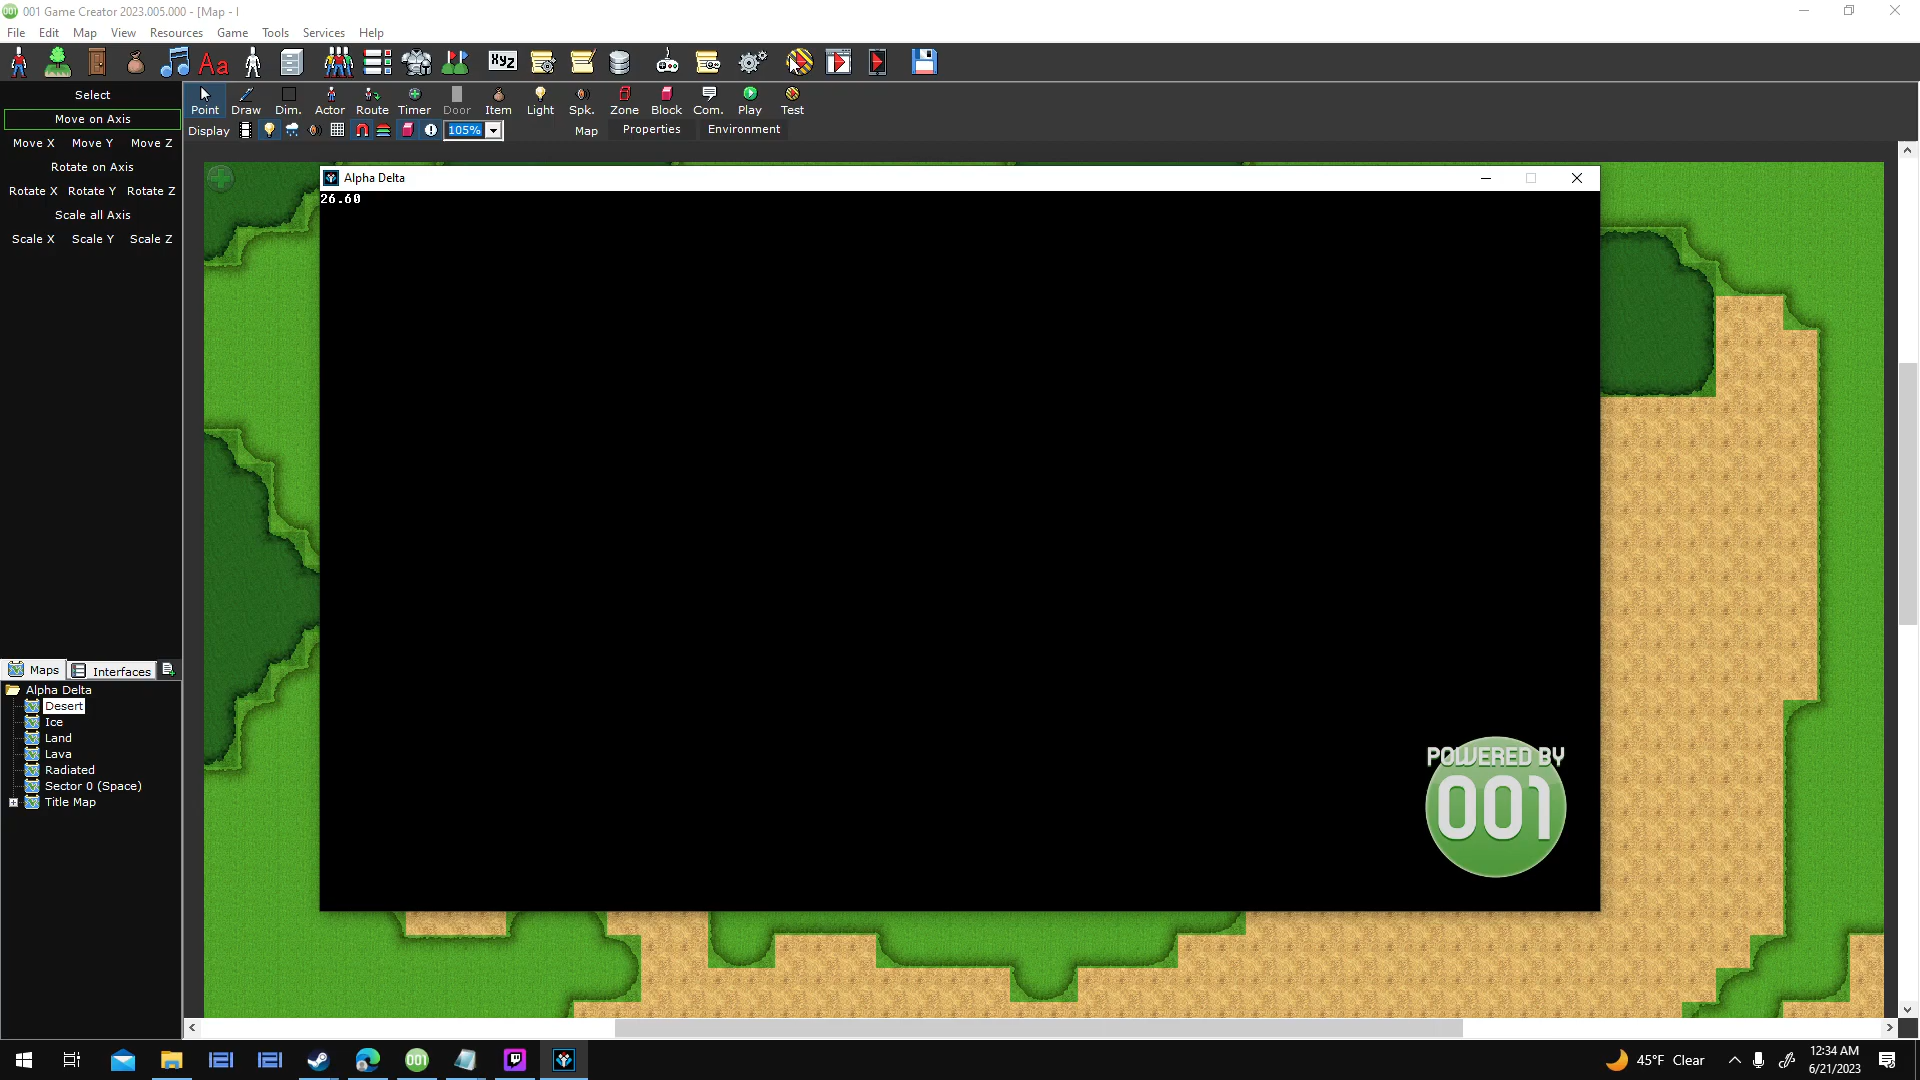 001 Game Creator 2023.005.000 - [Map - I
File Edit Map View Resources Game Tools Services Help
Aa XyZ
Select
Move on Axis
Move X Move Y Move Z
Rotate on Axis
Rotate X Rotate Y Rotate Z
Scale all Axis
Scale X Scale Y Scale Z
Point Draw Dim. Actor Route Timer Door Item Light Spk. Zone Block Com. Play Test
Display 105% Map Properties Environment
Alpha Delta
26.60
POWERED BY
001
Maps Interfaces
Alpha Delta
Desert
Ice
Land
Lava
Radiated
Sector 0 (Space)
Title Map
001
45°F Clear
12:34 AM
6/21/2023